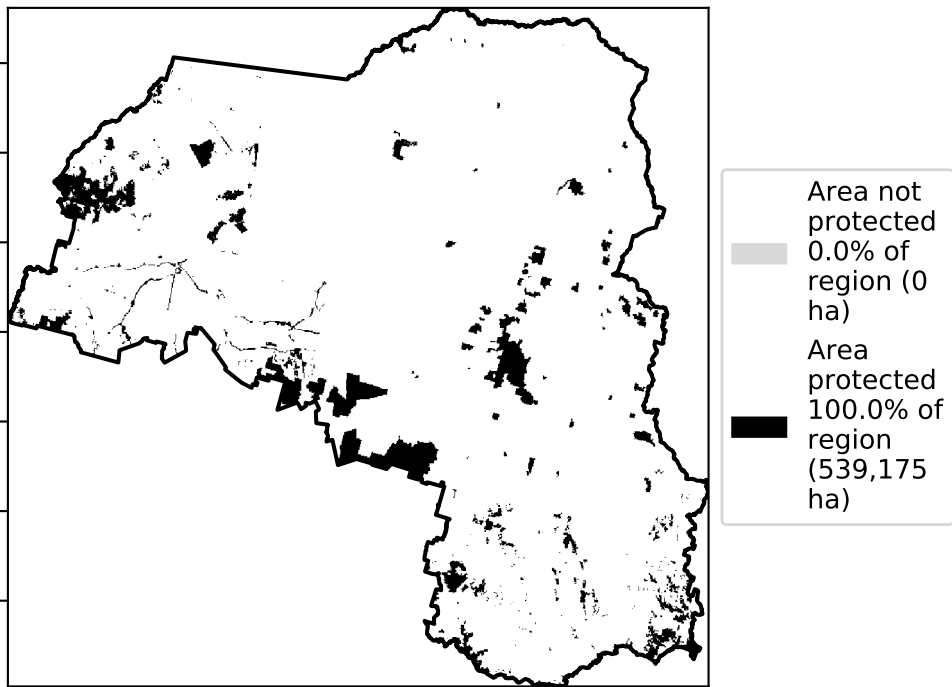 Area not
protected
0.0% of
region (0
ha)
Area
protected
100.0% of
region
(539,175
ha)